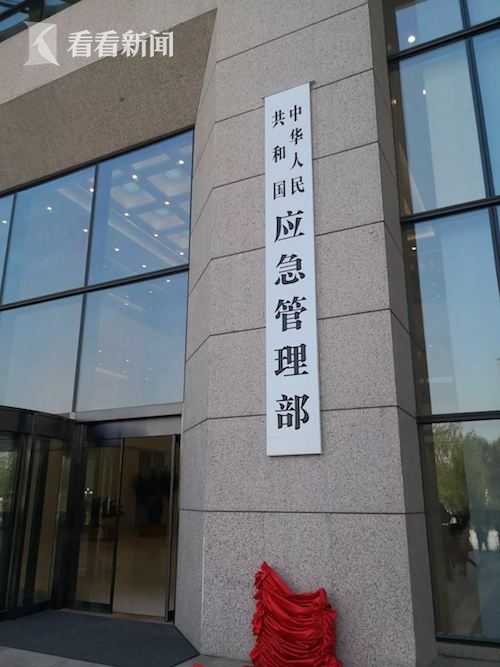 看看新闻
中华人民
共和国
应急管理部